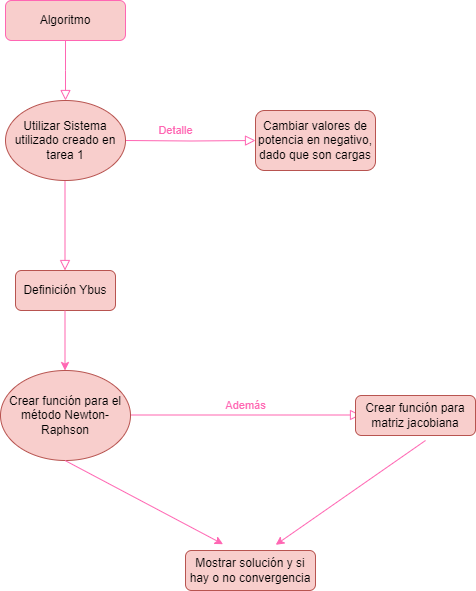 Algoritmo
Utilizar Sistema
utilizado creado en
tarea 1
Detalle
Cambiar valores de
potencia en negativo,
dado que son cargas
Definición Ybus
Crear función para el
método Newton-
Raphson
Además
Crear función para
matriz jacobiana
Mostrar solución y si
hay o no convergencia